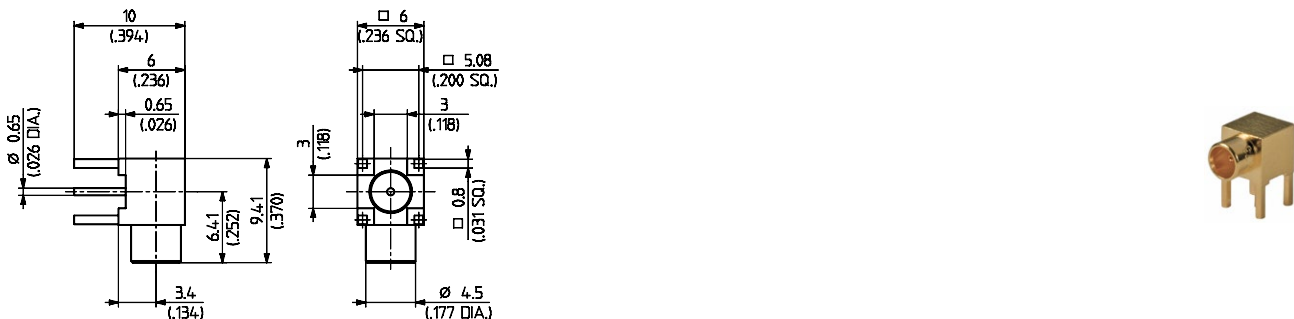 10
(.394)
6
(.236)
0.65
(.026)
Ø 0.65
(.026 DIA.)
6.41
(.252)
9.41
(.370)
3.4
(.134)
□ 6
(.236 SQ.)
□ 5.08
(.200 SQ.)
3
(.118)
3
(.118)
□ 0.8
(.031 SQ.)
Ø 4.5
(.177 DIA.)